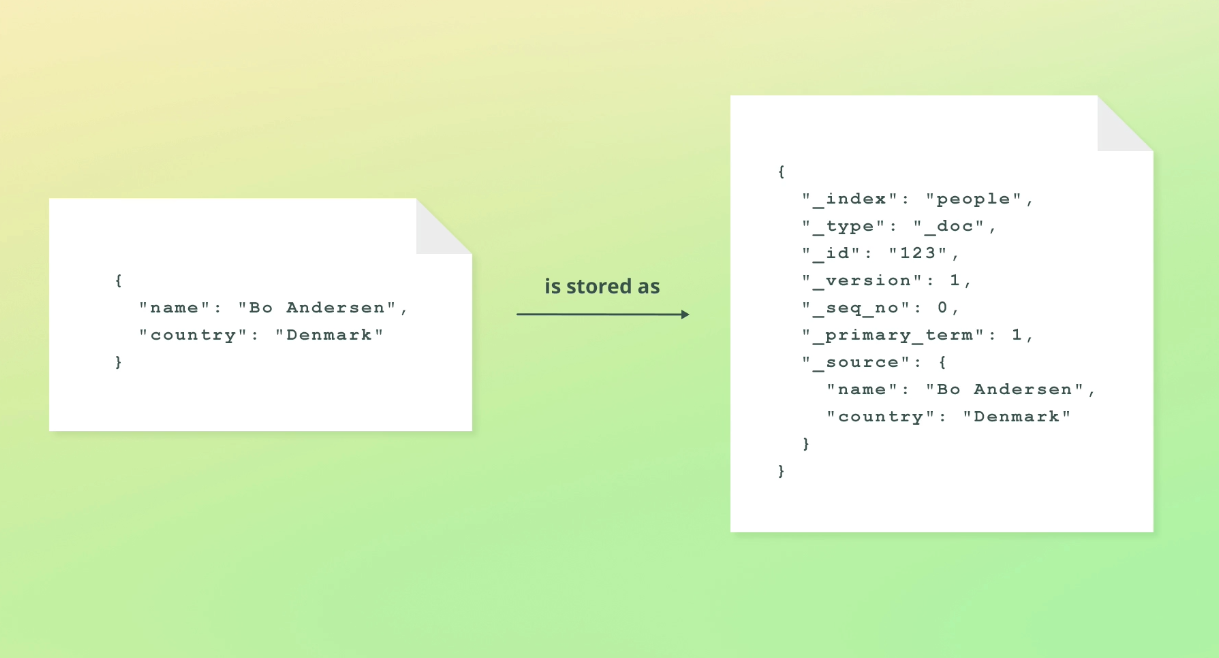 {
"name": "Bo Andersen",
"country": "Denmark"
}
is stored as
{
"_index": "people",
"_type": "_doc",
"_id": "123",
"_version": 1,
"_seq_no": 0,
"_primary_term": 1,
"_source": {
"name": "Bo Andersen",
"country": "Denmark"
}
}